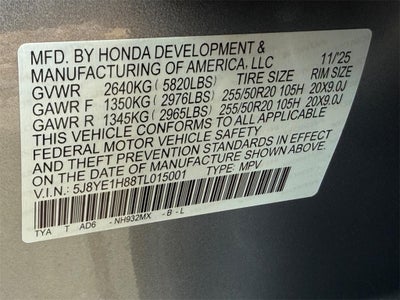 MFD. BY HONDA DEVELOPMENT &
MANUFACTURING OF AMERICA, LLC 11/25
GVWR 2640KG (5820LBS) TIRE SIZE RIM SIZE
GAWR F 1350KG (2976LBS) 255/50R20 105H 20X9.0J
GAWR R 1345KG (2965LBS) 255/50R20 105H 20X9.0J
THIS VEHICLE CONFORMS TO ALL APPLICABLE
FEDERAL MOTOR VEHICLE SAFETY
AND THEFT PREVENTION STANDARDS IN EFFECT
ON THE DATE OF MANUFACTURE SHOWN ABOVE.
V.I.N.: 5J8YE1H88TL015001 TYPE: MPV
TYA T AD6 -NH932MX -B-L